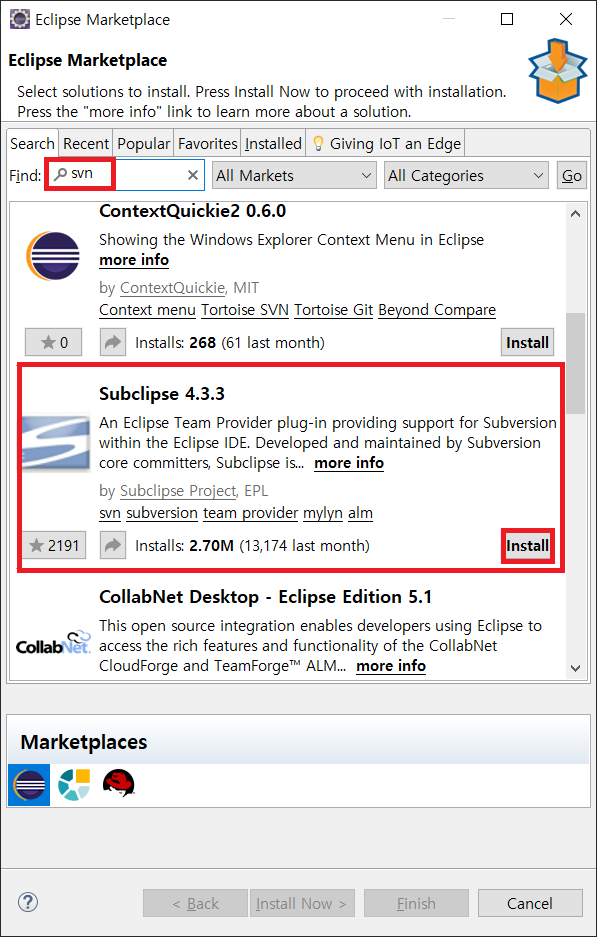 Eclipse Marketplace
Eclipse Marketplace
Select solutions to install. Press Install Now to proceed with installation.
Press the "more info" link to learn more about a solution.
Search Recent Popular Favorites Installed Giving IoT an Edge
Find: svn All Markets All Categories Go
ContextQuickie2 0.6.0
Showing the Windows Explorer Context Menu in Eclipse
more info
by ContextQuickie, MIT
Context menu Tortoise SVN Tortoise Git Beyond Compare
0 Installs: 268 (61 last month) Install
Subclipse 4.3.3
An Eclipse Team Provider plug-in providing support for Subversion
within the Eclipse IDE. Developed and maintained by Subversion
core committers, Subclipse is... more info
by Subclipse Project, EPL
svn subversion team provider mylyn alm
2191 Installs: 2.70M (13,174 last month) Install
CollabNet Desktop - Eclipse Edition 5.1
This open source integration enables developers using Eclipse to
CollabNet. access the rich features and functionality of the CollabNet
CloudForge and TeamForge™ ALM... more info
Marketplaces
? < Back Install Now > Finish Cancel